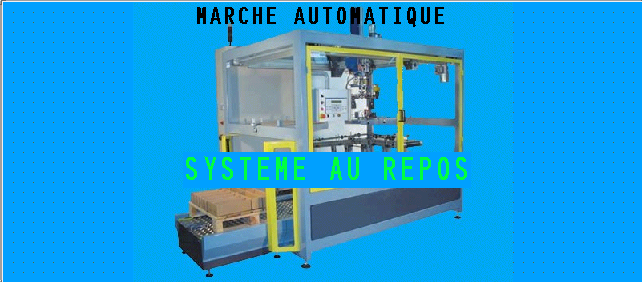 MARCHE AUTOMATIQUE
SYSTEME AU REPOS